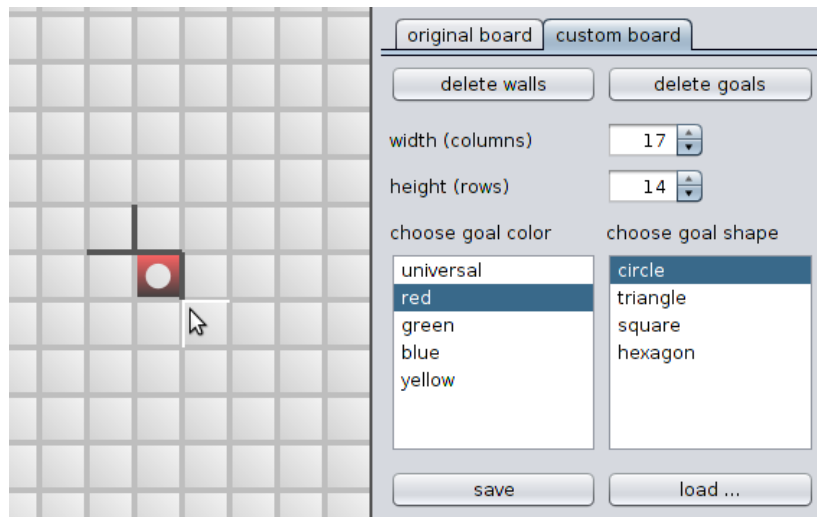 original board custom board
delete walls delete goals
width (columns) 17
height (rows) 14
choose goal color choose goal shape
universal circle
red triangle
green square
blue hexagon
yellow
save load ...